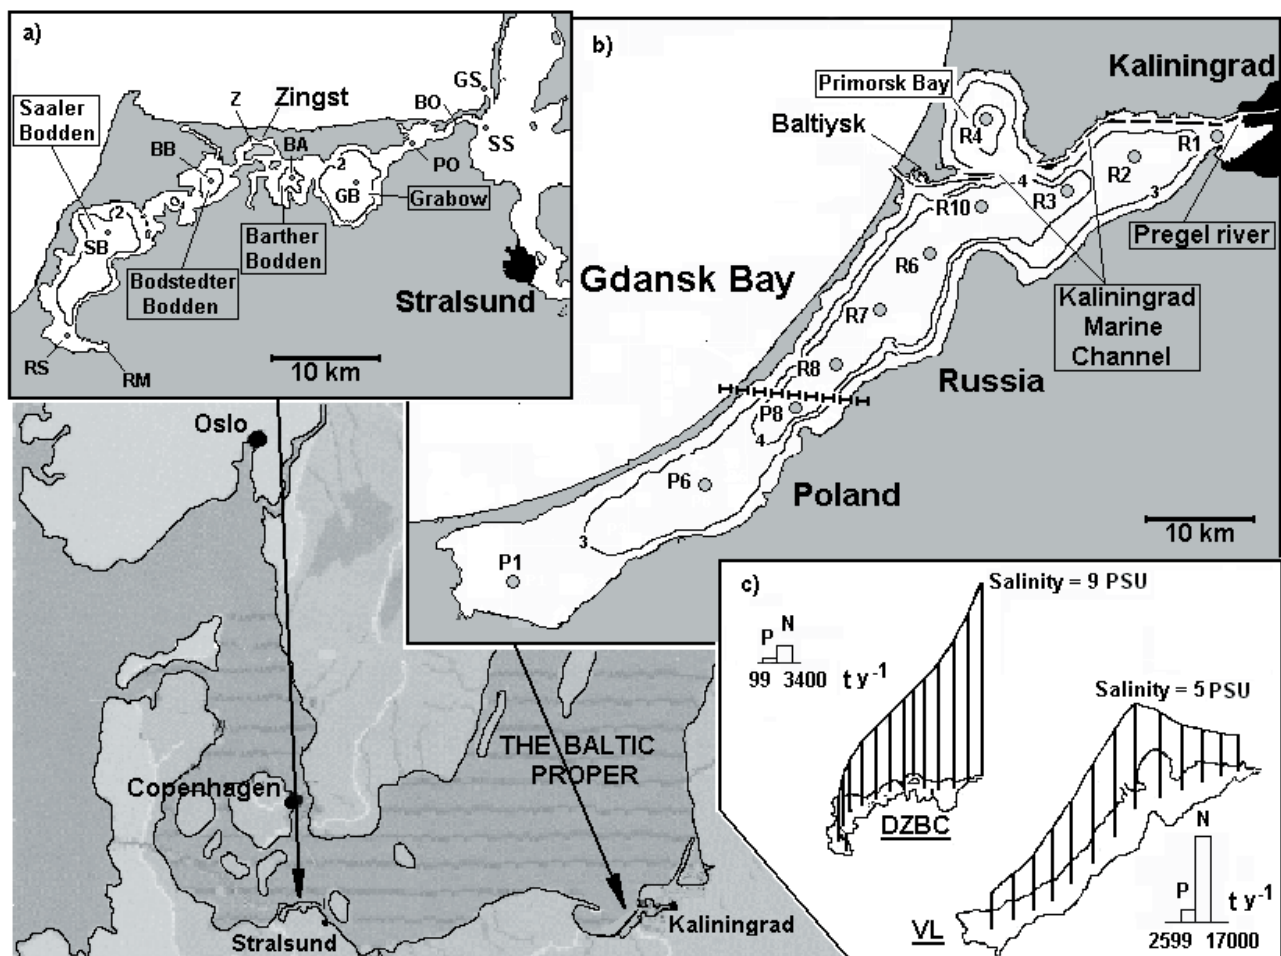 a)
GS
BO
Z
Zingst
Saaler
Bodden
BB
BA
2
PO
SS
2
GB
Grabow
SB
Barther
Bodden
Bodstedter
Bodden
Stralsund
RS
RM
10 km
b)
Kaliningrad
Primorsk Bay
R4
Baltiysk
R1
R2
4
R3
3
R10
Pregel river
R6
Gdansk Bay
Kaliningrad
Marine
Channel
R7
R8
Russia
P8
4
P6
Poland
3
10 km
P1
Oslo
THE BALTIC
PROPER
Copenhagen
Stralsund
Kaliningrad
c)
Salinity = 9 PSU
N
P
99 3400 t y-1
Salinity = 5 PSU
DZBC
N
P
t y-1
VL
2599 17000